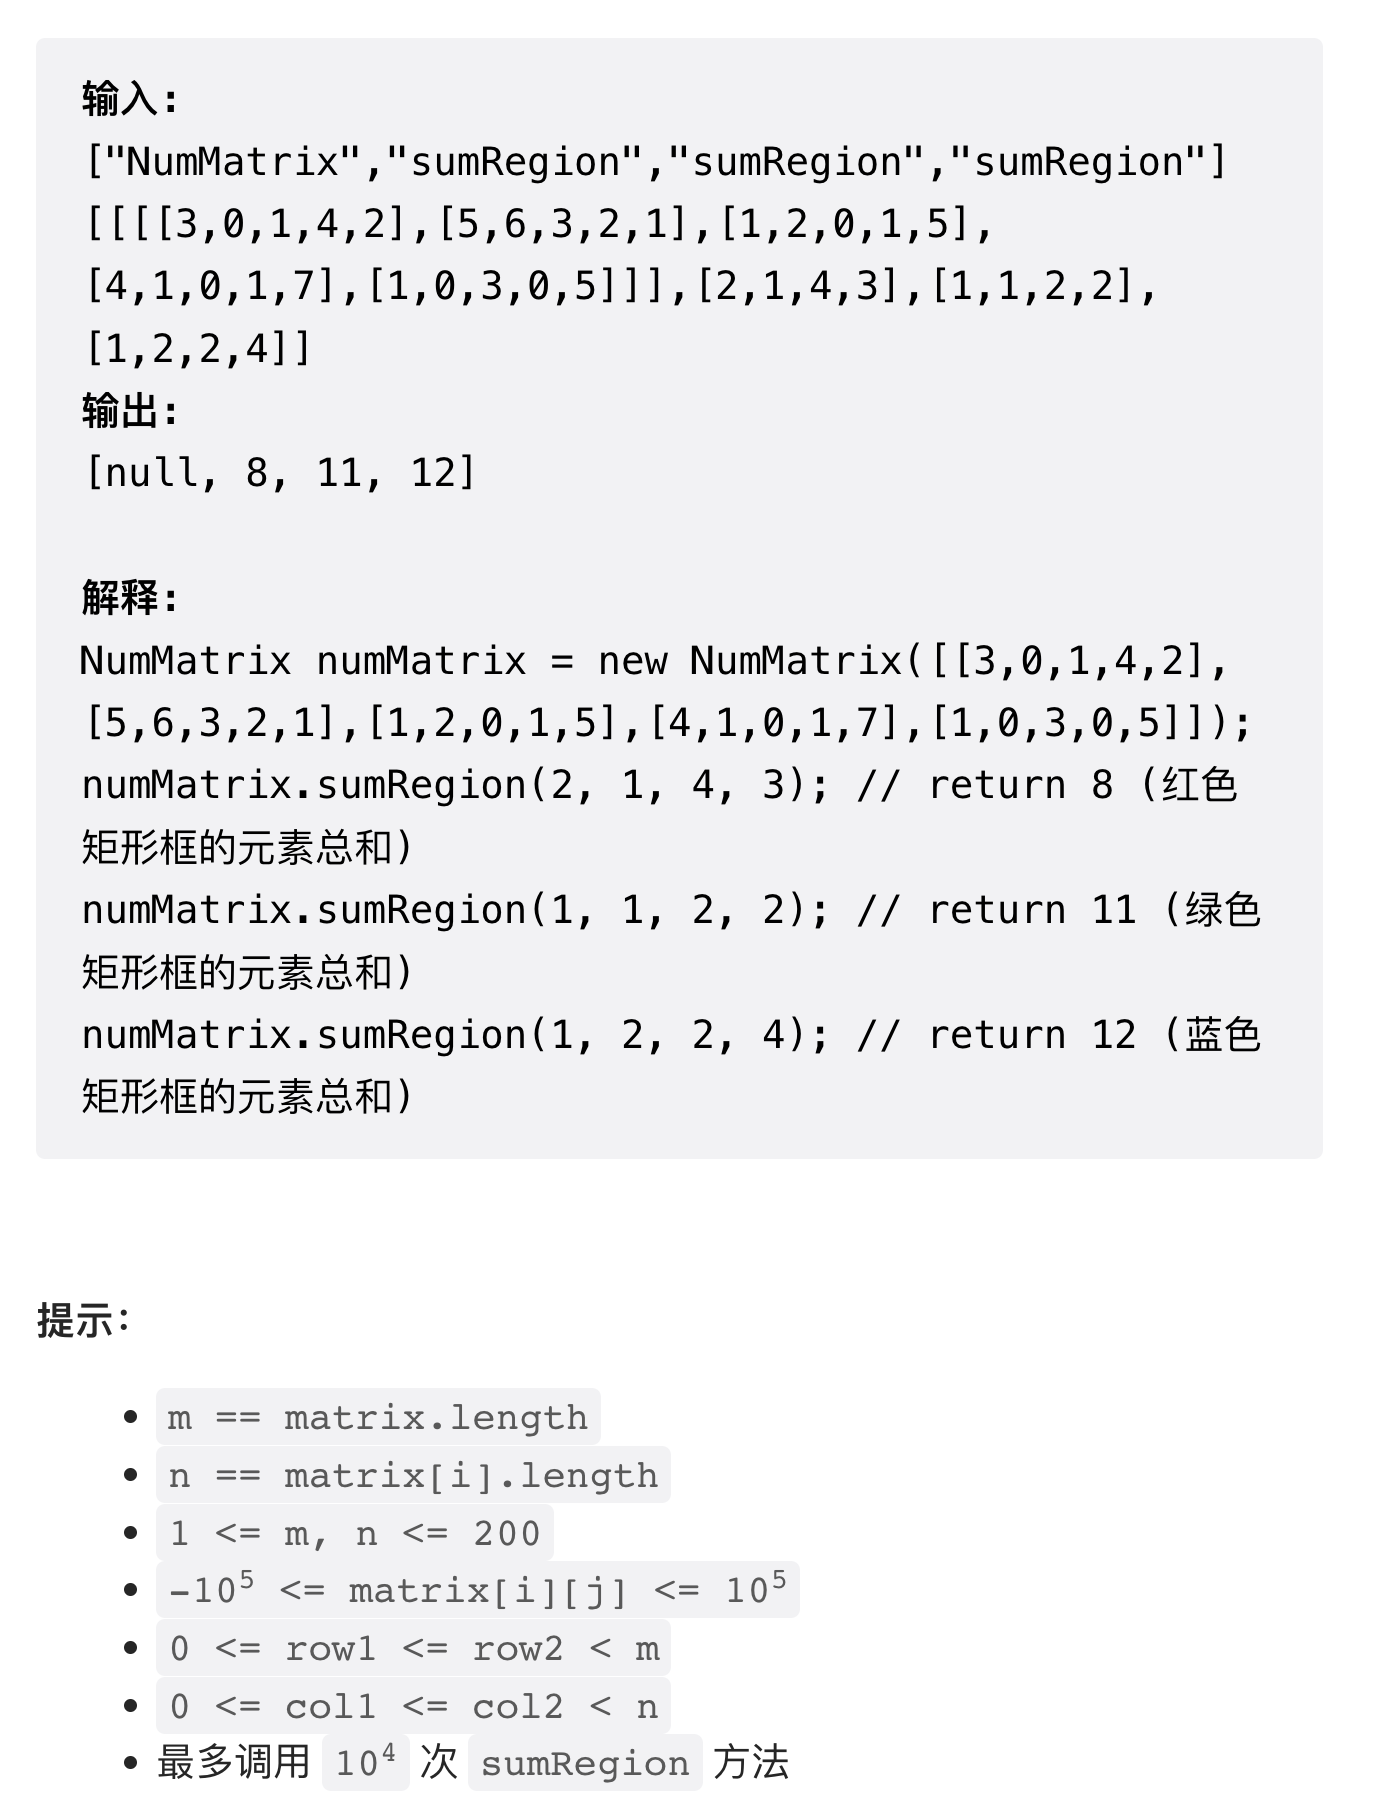 输入:
["NumMatrix","sumRegion","sumRegion","sumRegion"]
[[[[3,0,1,4,2],[5,6,3,2,1],[1,2,0,1,5],
[4,1,0,1,7],[1,0,3,0,5]]],[2,1,4,3],[1,1,2,2],
[1,2,2,4]]
输出:
[null, 8, 11, 12]
解释:
NumMatrix numMatrix = new NumMatrix([[3,0,1,4,2],
[5,6,3,2,1],[1,2,0,1,5],[4,1,0,1,7],[1,0,3,0,5]]);
numMatrix.sumRegion(2, 1, 4, 3); // return 8 (红色
矩形框的元素总和)
numMatrix.sumRegion(1, 1, 2, 2); // return 11 (绿色
矩形框的元素总和)
numMatrix.sumRegion(1, 2, 2, 4); // return 12 (蓝色
矩形框的元素总和)
提示：
• m == matrix.length
• n == matrix[i].length
• 1 <= m, n <= 200
• -10⁵ <= matrix[i][j] <= 10⁵
• 0 <= row1 <= row2 < m
• 0 <= col1 <= col2 < n
• 最多调用 10⁴ 次 sumRegion 方法